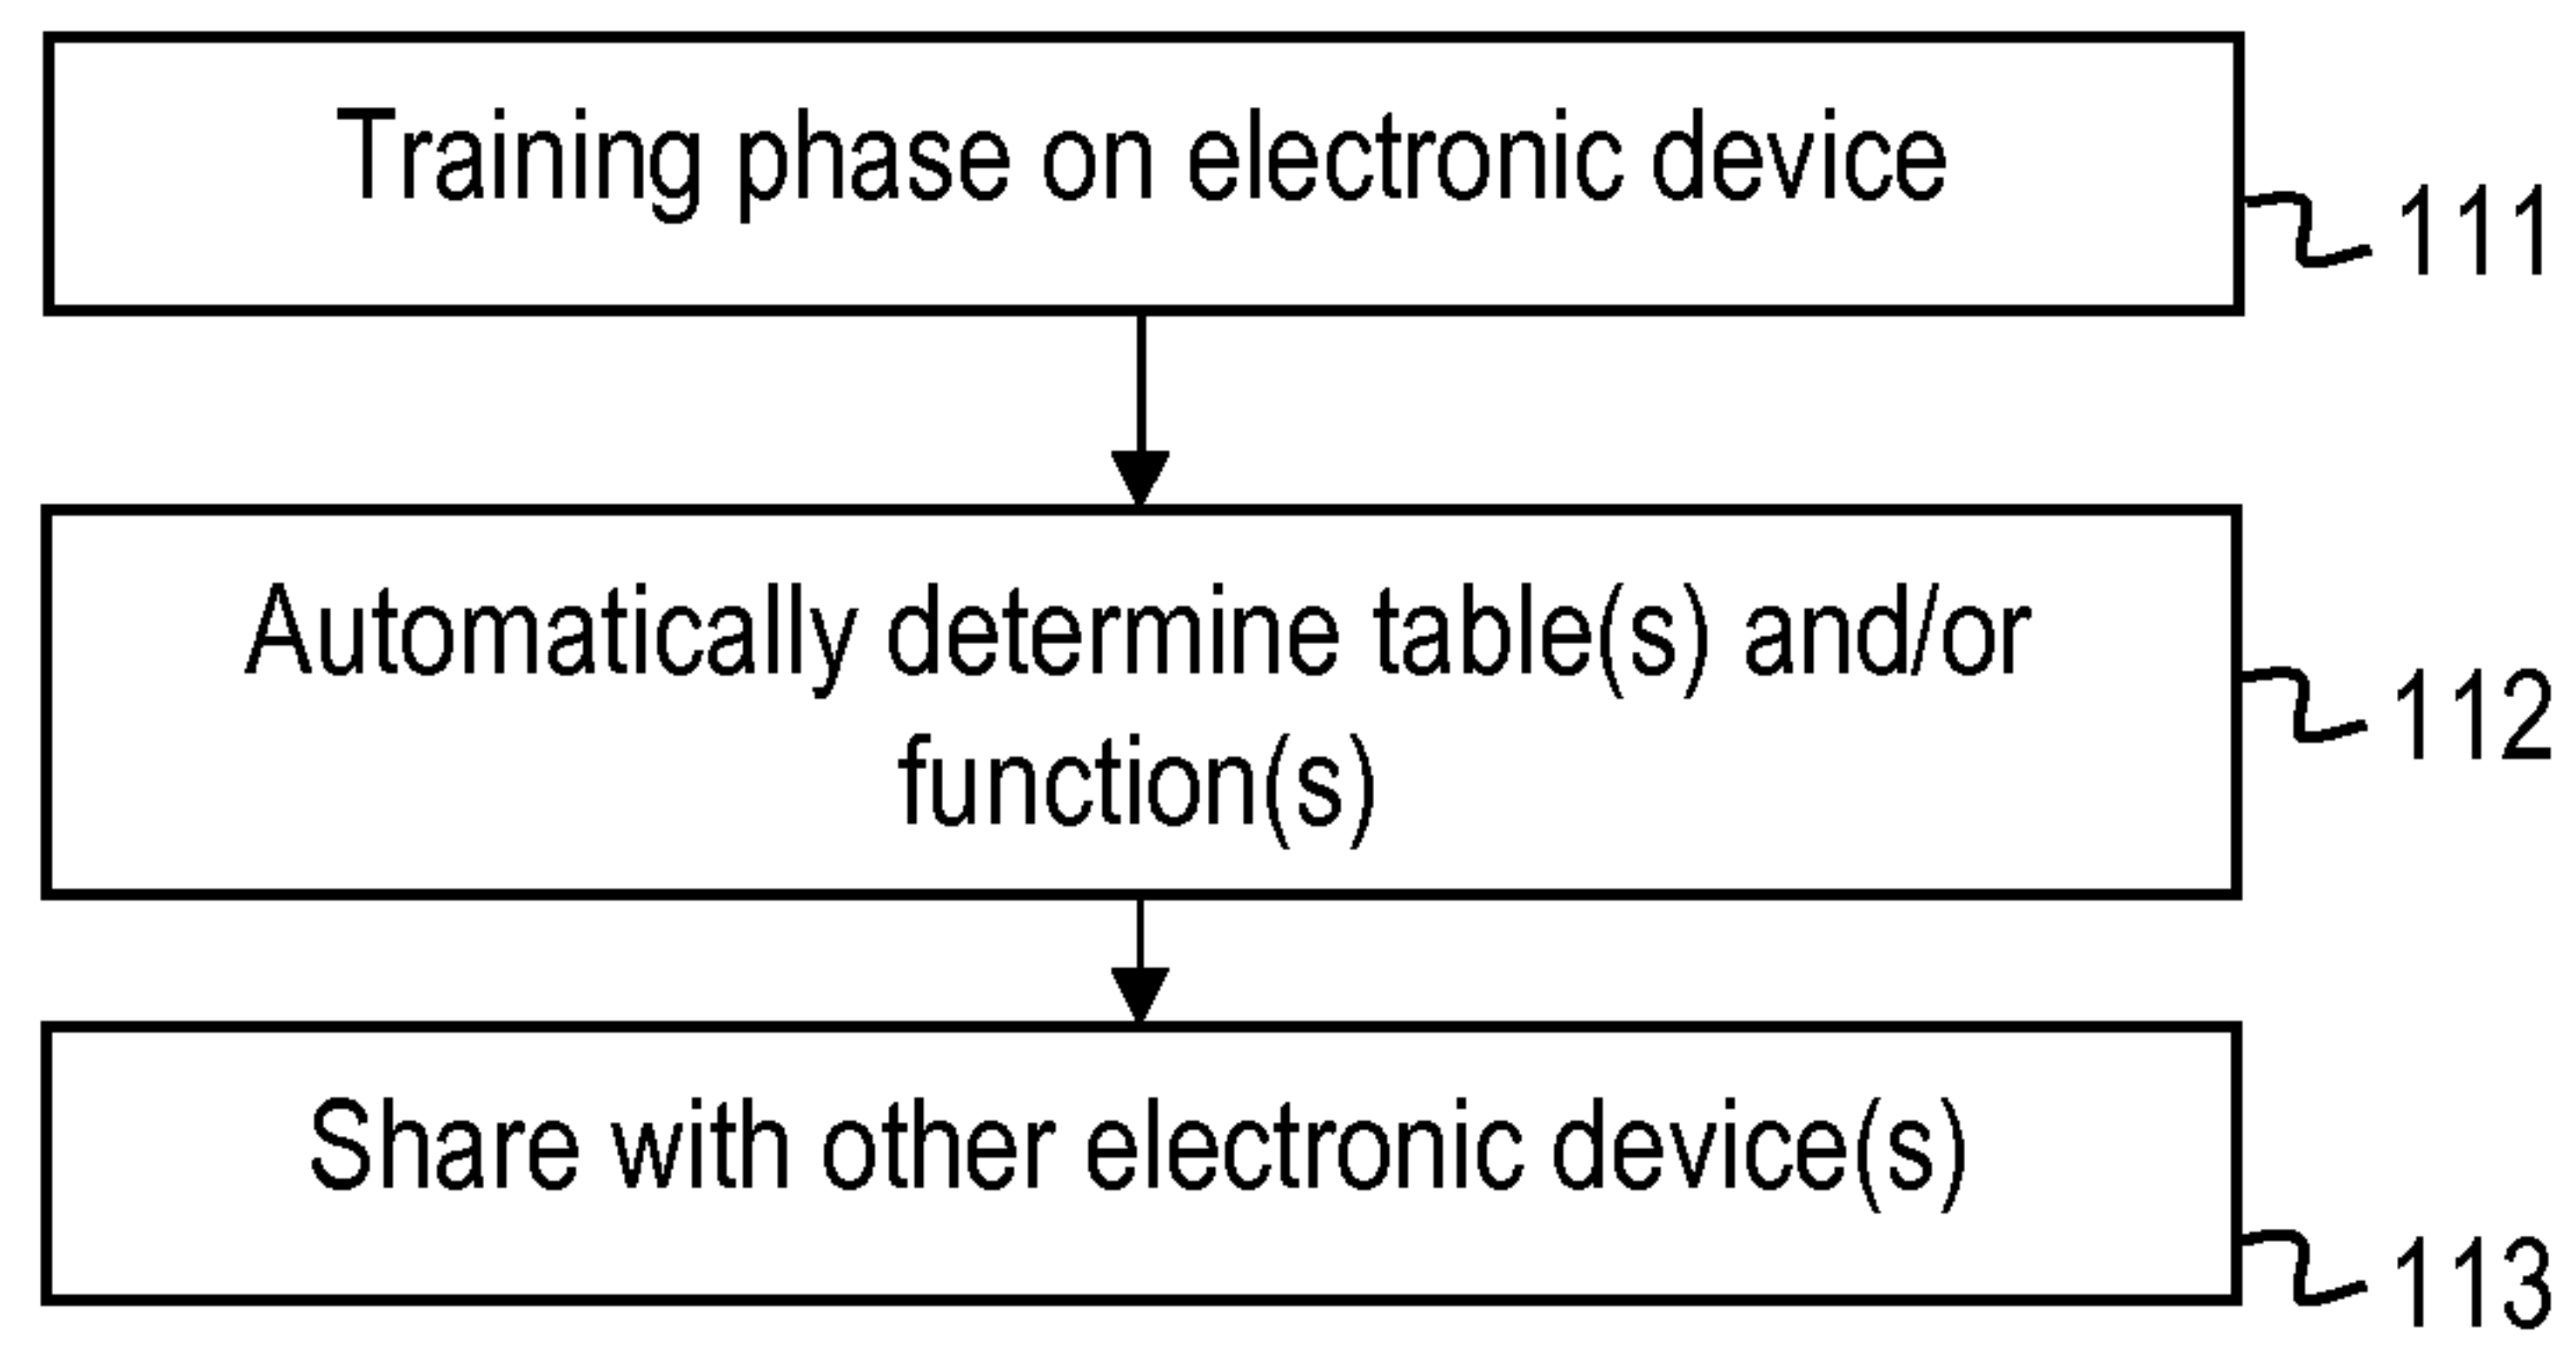 Training phase on electronic device
111
Automatically determine table(s) and/or
function(s)
112
Share with other electronic device(s)
113